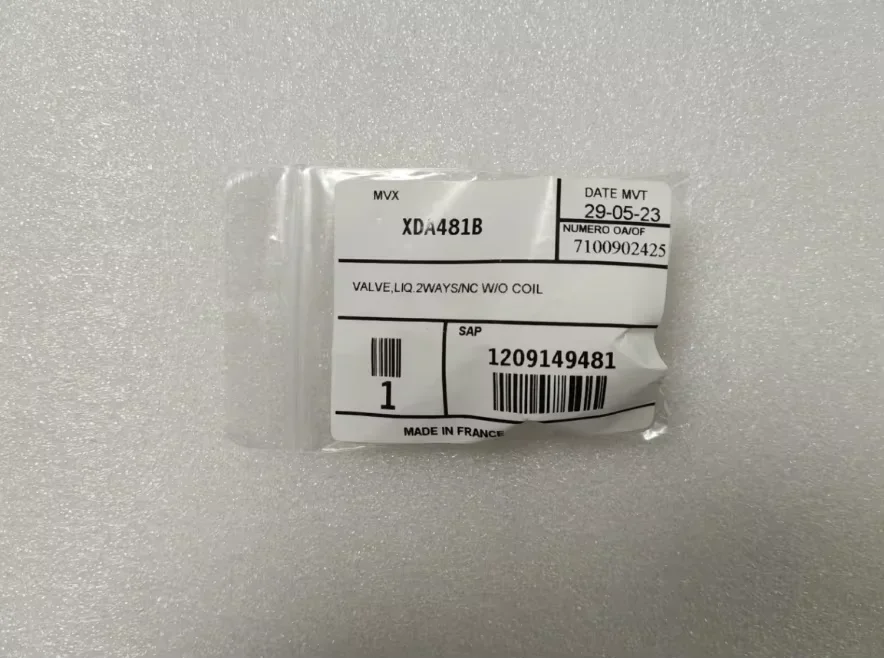 MVX
XDA481B
DATE MVT
29-05-23
NUMERO OA/OF
7100902425
VALVE,LIQ.2WAYS/NC W/O COIL
1
SAP
1209149481
MADE IN FRANCE